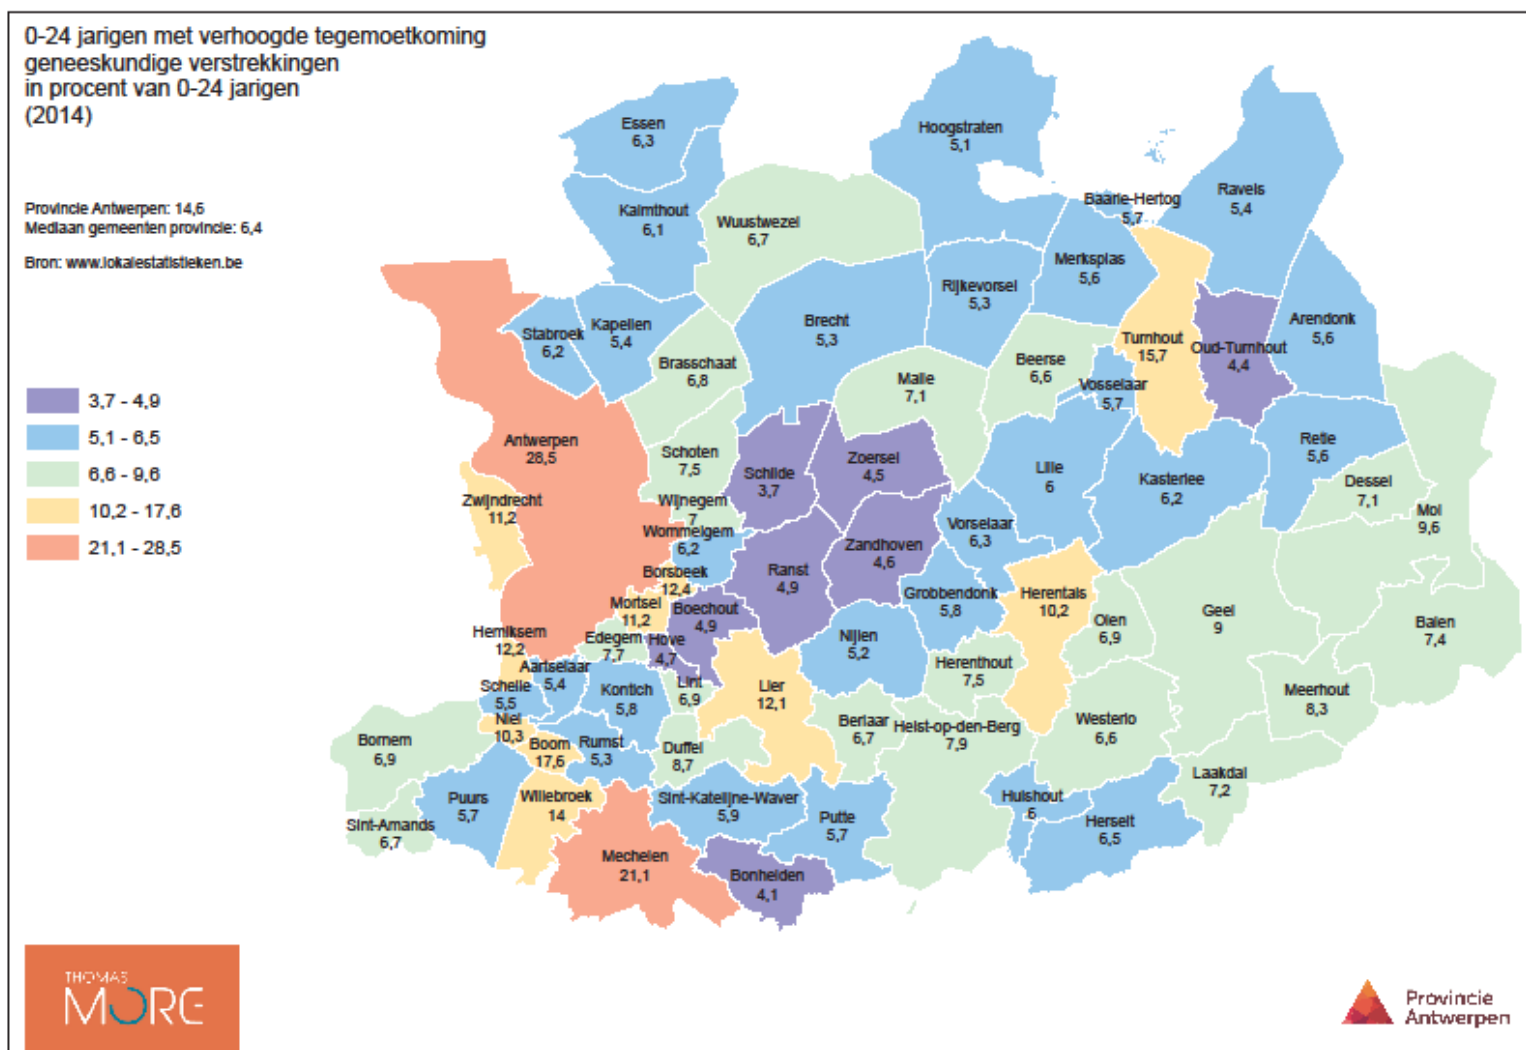 0-24 jarigen met verhoogde tegemoetkoming
geneeskundige verstrekkingen
in procent van 0-24 jarigen
(2014)
Provincie Antwerpen: 14,6
Mediaan gemeenten provincie: 6,4
Bron: www.lokalestatistieken.be
3,7 - 4,9
5,1 - 6,5
6,6 - 9,6
10,2 - 17,6
21,1 - 28,5
Essen
6,3
Hoogstraten
5,1
Kalmthout
6,1
Wuustwezel
6,7
Baarle-Hertog
5,7
Ravels
5,4
Merksplas
5,6
Rijkevorsel
5,3
Brecht
5,3
Stabroek
6,2
Kapellen
5,4
Brasschaat
6,8
Malle
7,1
Beerse
6,6
Vosselaar
5,7
Turnhout
15,7
Oud-Turnhout
4,4
Arendonk
5,6
Antwerpen
28,5
Schoten
7,5
Schilde
3,7
Zoersel
4,5
Lille
6
Kasterlee
6,2
Retie
5,6
Dessel
7,1
Mol
9,6
Zwijndrecht
11,2
Wijnegem
7
Wommelgem
6,2
Vorselaar
6,3
Zandhoven
4,6
Ranst
4,9
Borsbeek
12,4
Mortsel
11,2
Boechout
4,9
Grobbendonk
5,8
Herentals
10,2
Olen
6,9
Geel
9
Balen
7,4
Hemiksem
12,2
Edegem
7,7
Hove
4,7
Nijlen
5,2
Herenthout
7,5
Aartselaar
5,4
Schelle
5,5
Kontich
5,8
Lint
6,9
Lier
12,1
Meerhout
8,3
Niel
10,3
Boom
17,6
Rumst
5,3
Duffel
8,7
Berlaar
6,7
Heist-op-den-Berg
7,9
Westerlo
6,6
Bornem
6,9
Laakdal
7,2
Puurs
5,7
Willebroek
14
Sint-Katelijne-Waver
5,9
Putte
5,7
Hulshout
6
Herselt
6,5
Sint-Amands
6,7
Mechelen
21,1
Bonheiden
4,1
THOMAS
MORE
Provincie
Antwerpen